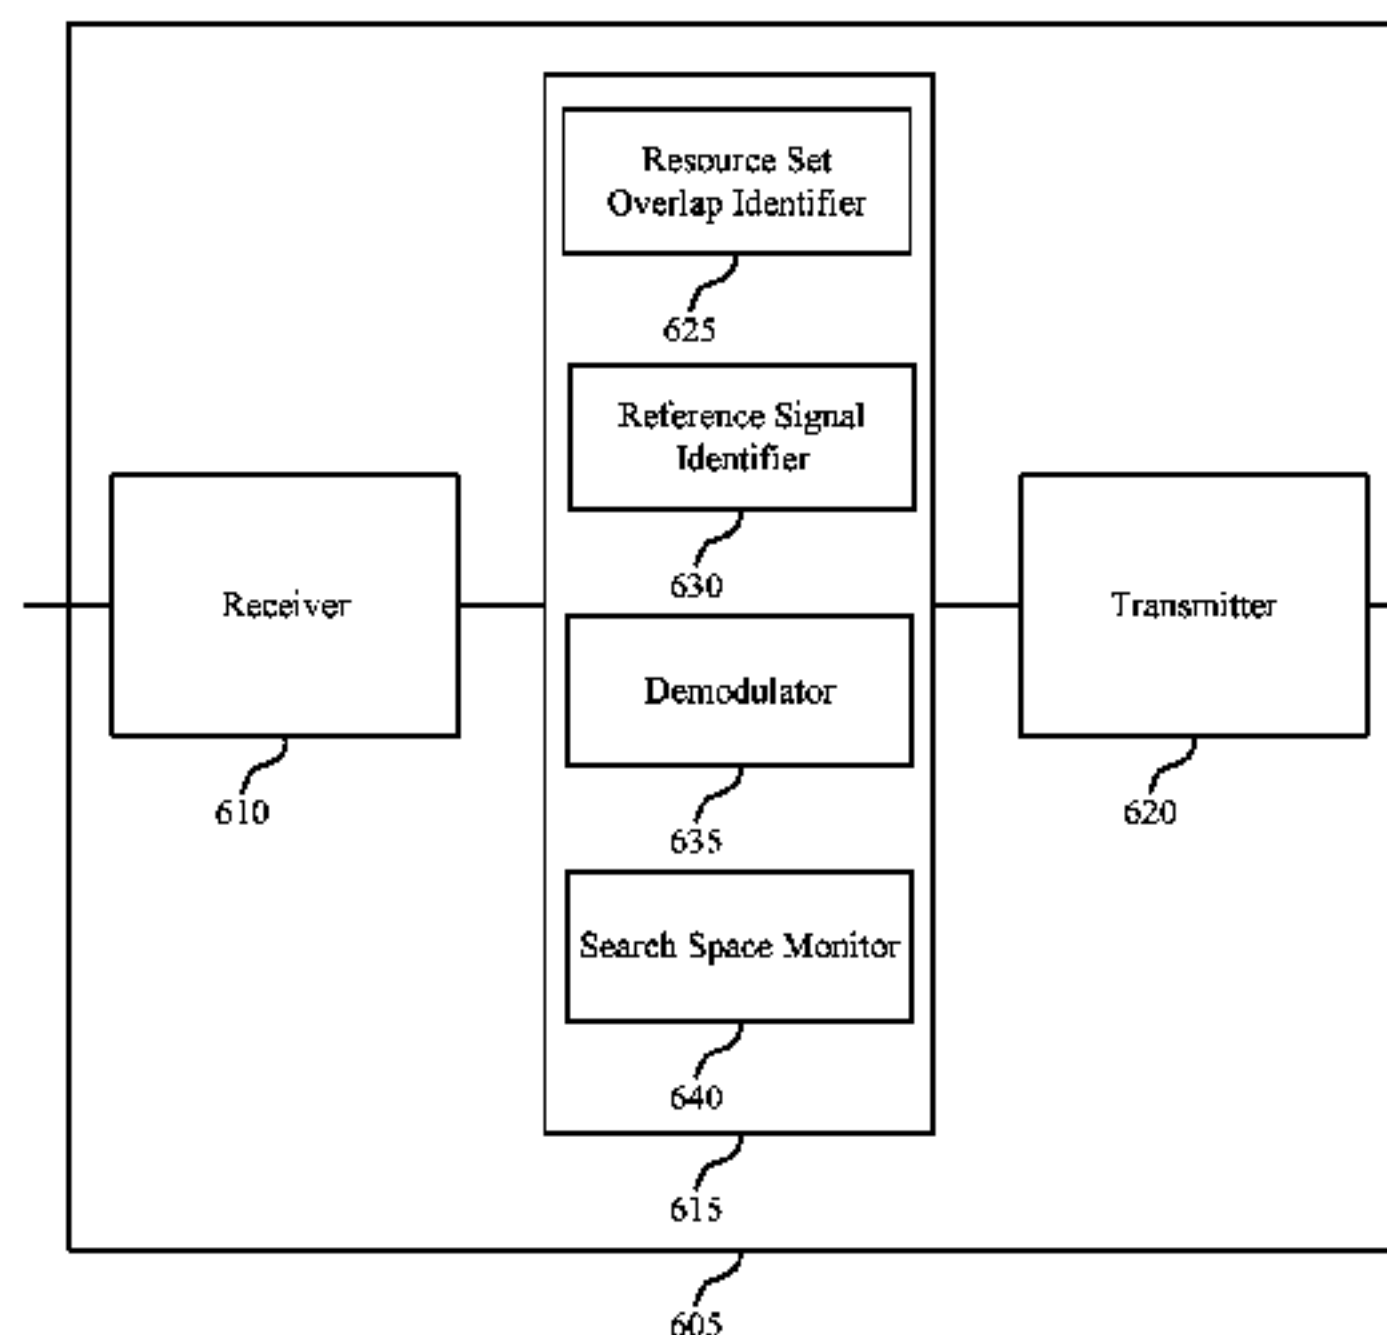 Resource Set
Overlap Identifier
625
Reference Signal
Identifier
630
Receiver
610
Demodulator
635
Transmitter
620
Search Space Monitor
640
615
605